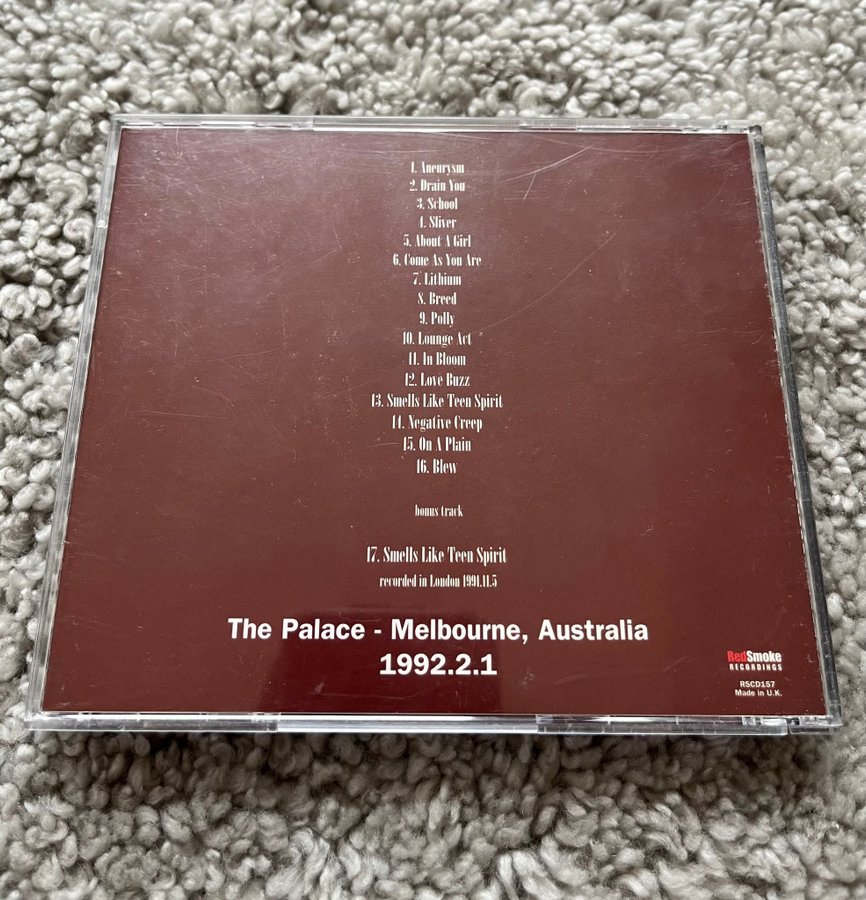 1. Aneurysm
2. Drain You
3. School
4. Sliver
5. About A Girl
6. Come As You Are
7. Lithium
8. Breed
9. Polly
10. Lounge Act
11. In Bloom
12. Love Buzz
13. Smells Like Teen Spirit
14. Negative Creep
15. On A Plain
16. Blew
bonus track
17. Smells Like Teen Spirit
recorded in London 1991.11.5
The Palace - Melbourne, Australia
1992.2.1
RedSmoke
RECORDINGS
RSCD157
Made in U.K.